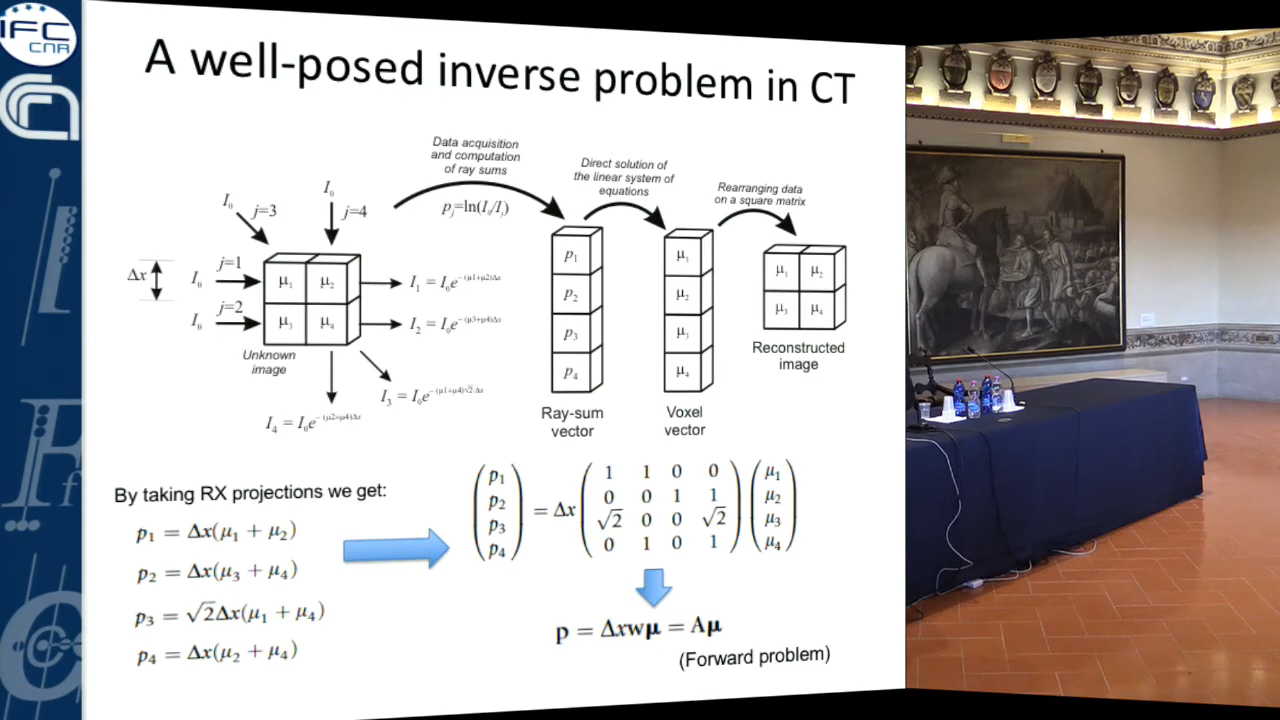 IFC
CNR
A well-posed inverse problem in CT
Data acquisition
and computation
of ray sums
p_j=ln(I_0/I_j)
Direct solution of
the linear system of
equations
Rearranging data
on a square matrix
I_0
j=3
I_0
j=4
Δx
I_0
j=1
I_0
j=2
μ_1 μ_2
μ_3 μ_4
I_1 = I_0e^-(μ1+μ2)Δx
I_2 = I_0e^-(μ3+μ4)Δx
I_3 = I_0e^-(μ1+μ4)√2·Δx
I_4 = I_0e^-(μ2+μ4)Δx
Unknown
image
p_1
p_2
p_3
p_4
Ray-sum
vector
μ_1
μ_2
μ_3
μ_4
Voxel
vector
μ_1 μ_2
μ_3 μ_4
Reconstructed
image
By taking RX projections we get:
p_1 = Δx(μ_1 + μ_2)
p_2 = Δx(μ_3 + μ_4)
p_3 = √2Δx(μ_1 + μ_4)
p_4 = Δx(μ_2 + μ_4)
(p_1 p_2 p_3 p_4) = Δx
1 1 0 0
0 0 1 1
√2 0 0 √2
0 1 0 1
(μ_1 μ_2 μ_3 μ_4)
p = Δxwμ = Aμ
(Forward problem)